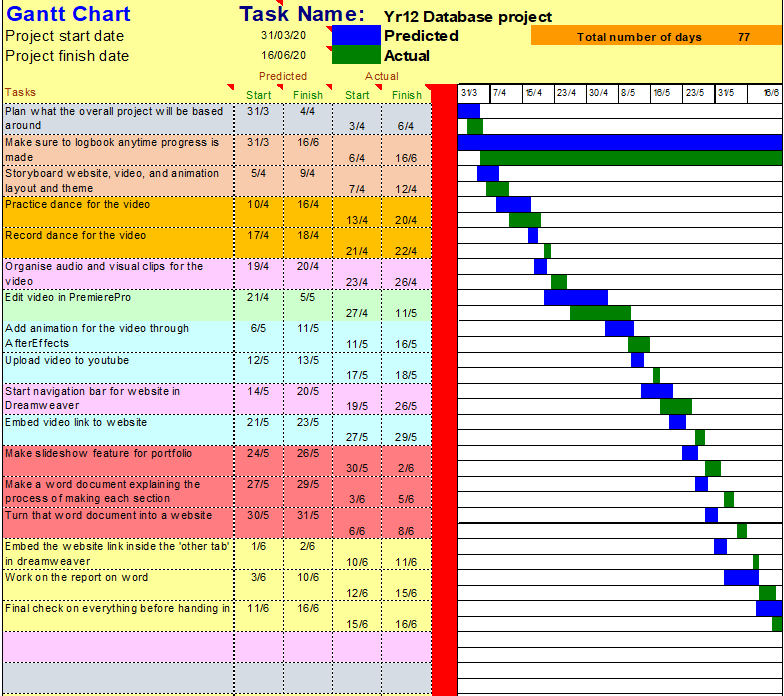 Gantt Chart Task Name: Yr12 Database project
Project start date 31/03/20 Predicted Total number of days 77
Project finish date 16/06/20 Actual
Predicted Actual
Tasks Start Finish Start Finish 31/3 7/4 15/4 23/4 30/4 8/5 16/5 23/5 31/5 16/6
Plan what the overall project will be based 31/3 4/4
around 3/4 6/4
Make sure to logbook anytime progress is 31/3 16/6
made 6/4 16/6
Storyboard website, video, and animation 5/4 9/4
layout and theme 7/4 12/4
Practice dance for the video 10/4 16/4
13/4 20/4
Record dance for the video 17/4 18/4
21/4 22/4
Organise audio and visual clips for the 19/4 20/4
video 23/4 26/4
Edit video in PremierePro 21/4 5/5
27/4 11/5
Add animation for the video through 6/5 11/5
AfterEffects 11/5 16/5
Upload video to youtube 12/5 13/5
17/5 18/5
Start navigation bar for website in 14/5 20/5
Dreamweaver 19/5 26/5
Embed video link to website 21/5 23/5
27/5 29/5
Make slideshow feature for portfolio 24/5 26/5
30/5 2/6
Make a word document explaining the 27/5 29/5
process of making each section 3/6 5/6
Turn that word document into a website 30/5 31/5
6/6 8/6
Embed the website link inside the 'other tab' 1/6 2/6
in dreamweaver 10/6 11/6
Work on the report on word 3/6 10/6
12/6 15/6
Final check on everything before handing in 11/6 16/6
15/6 16/6